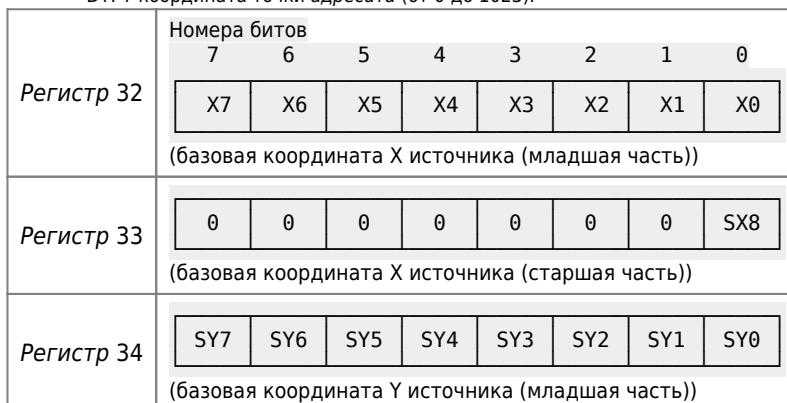 DY: Y-координата точки адресата (от 0 до 1023).
Номера битов
7 6 5 4 3 2 1 0
Регистр 32
X7 X6 X5 X4 X3 X2 X1 X0
(базовая координата X источника (младшая часть))
Регистр 33
0 0 0 0 0 0 0 SX8
(базовая координата X источника (старшая часть))
Регистр 34
SY7 SY6 SY5 SY4 SY3 SY2 SY1 SY0
(базовая координата Y источника (младшая часть))